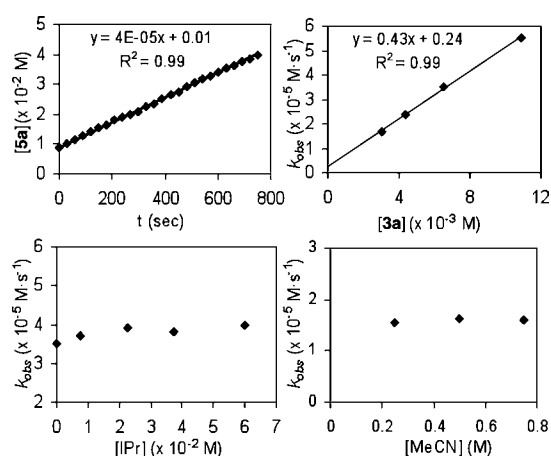 y = 4E-05x + 0.01
R² = 0.99
[5a] (x 10⁻² M)
5
4
3
2
1
0
0 200 400 600 800
t (sec)
y = 0.43x + 0.24
R² = 0.99
k_obs (x 10⁻⁵ M·s⁻¹)
6
5
4
3
2
1
0
0 4 8 12
[3a] (x 10⁻³ M)
k_obs (x 10⁻⁵ M·s⁻¹)
6
5
4
3
2
0 1 2 3 4 5 6 7
[IPr] (x 10⁻² M)
k_obs (x 10⁻⁵ M·s⁻¹)
3
2
1
0
0 0.2 0.4 0.6 0.8
[MeCN] (M)